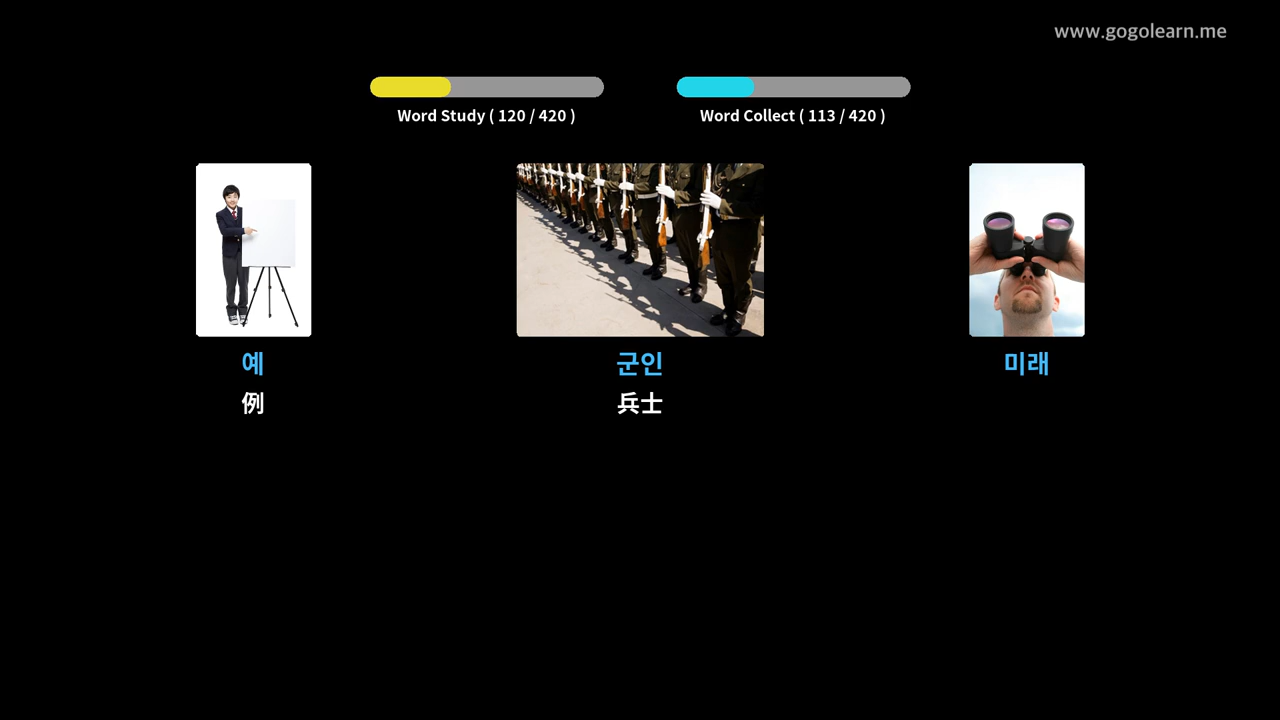 www.gogolearn.me
Word Study ( 120 / 420 )
Word Collect ( 113 / 420 )
예
군인
미래
例
兵士